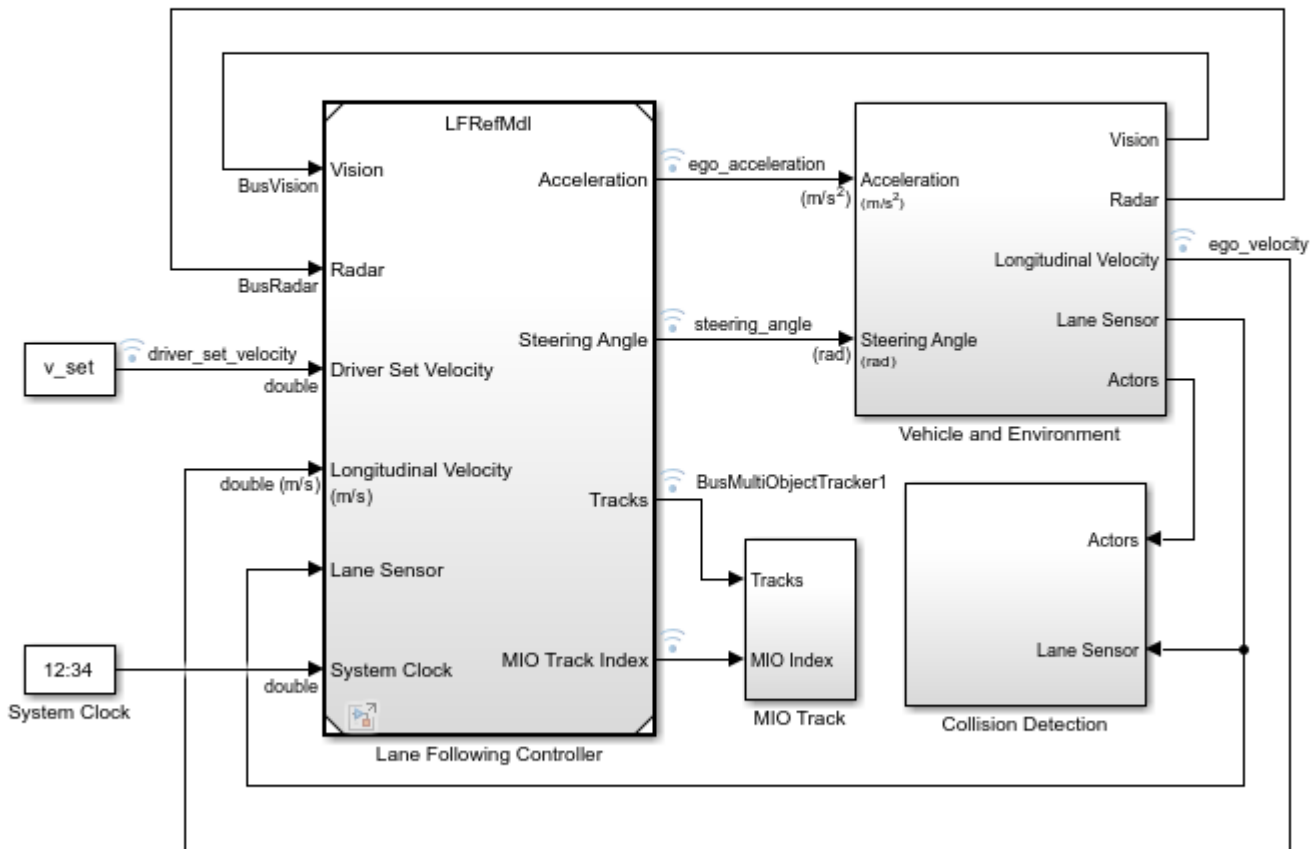 LFRefMdl
Vision
BusVision
Radar
BusRadar
v_set
driver_set_velocity
double
Driver Set Velocity
double (m/s)
Longitudinal Velocity
(m/s)
Lane Sensor
12:34
System Clock
double
System Clock
Acceleration
Steering Angle
Tracks
MIO Track Index
Lane Following Controller
ego_acceleration
(m/s²)
steering_angle
(rad)
BusMultiObjectTracker1
Acceleration
(m/s²)
Steering Angle
(rad)
Vision
Radar
Longitudinal Velocity
Lane Sensor
Actors
Vehicle and Environment
ego_velocity
Tracks
MIO Index
MIO Track
Actors
Lane Sensor
Collision Detection